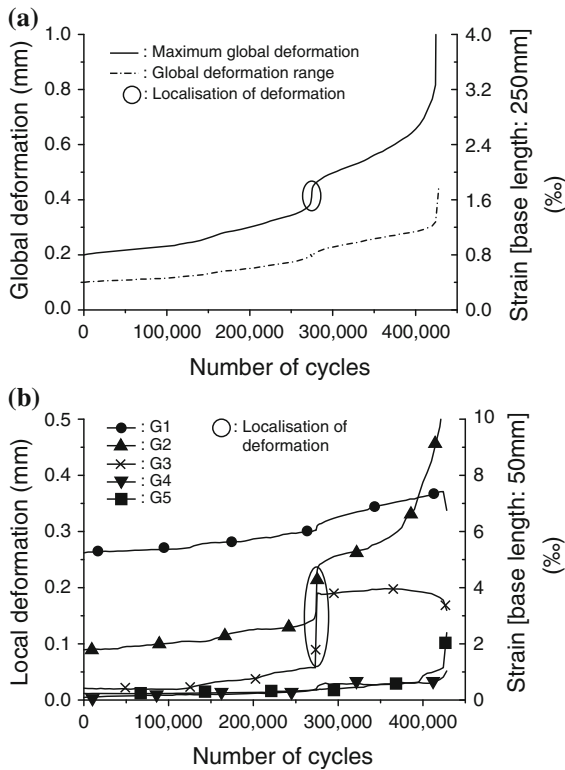 (a)
: Maximum global deformation
: Global deformation range
: Localisation of deformation
Global deformation (mm)
1.0
0.8
0.6
0.4
0.2
0.0
4.0
3.2
2.4
1.6
0.8
0.0
Strain [base length: 250mm]
(‰)
0
100,000
200,000
300,000
400,000
Number of cycles
(b)
: G1
: G2
: G3
: G4
: G5
: Localisation of
deformation
Local deformation (mm)
0.5
0.4
0.3
0.2
0.1
0.0
10
8
6
4
2
0
Strain [base length: 50mm]
(‰)
0
100,000
200,000
300,000
400,000
Number of cycles